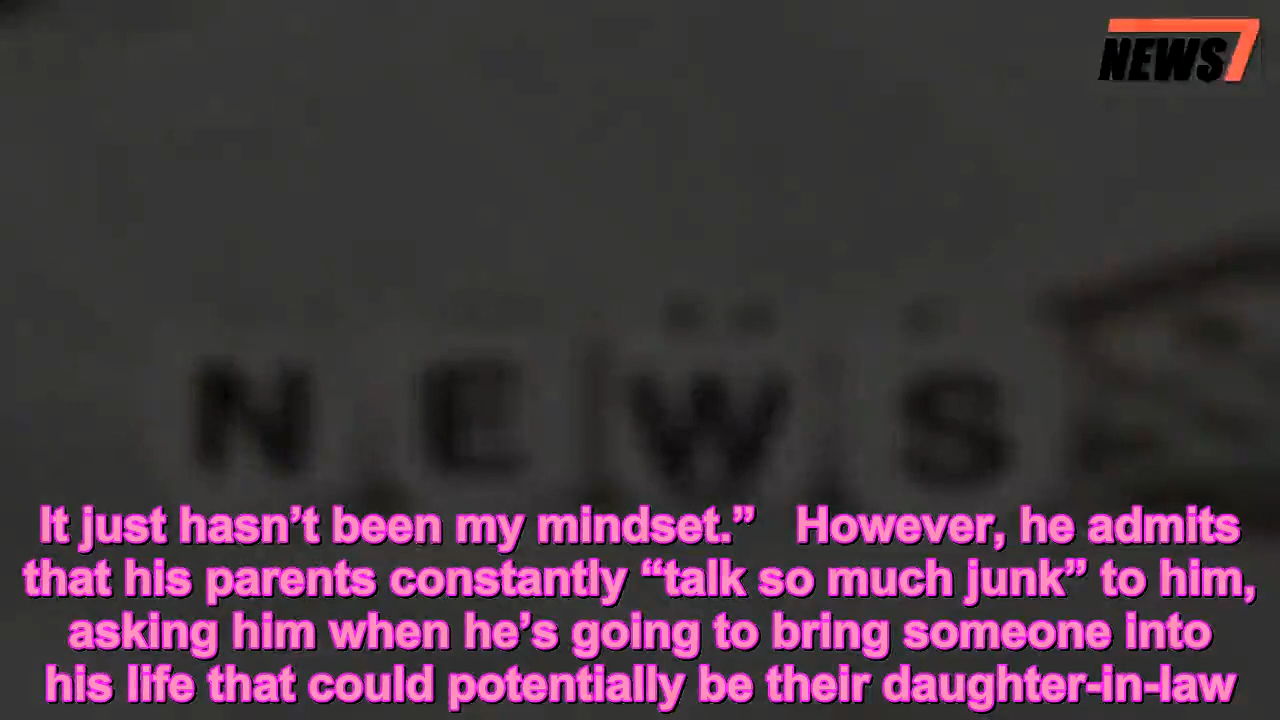 NEWS7
NEWS
It just hasn’t been my mindset.”   However, he admits
that his parents constantly “talk so much junk” to him,
asking him when he’s going to bring someone into
his life that could potentially be their daughter-in-law